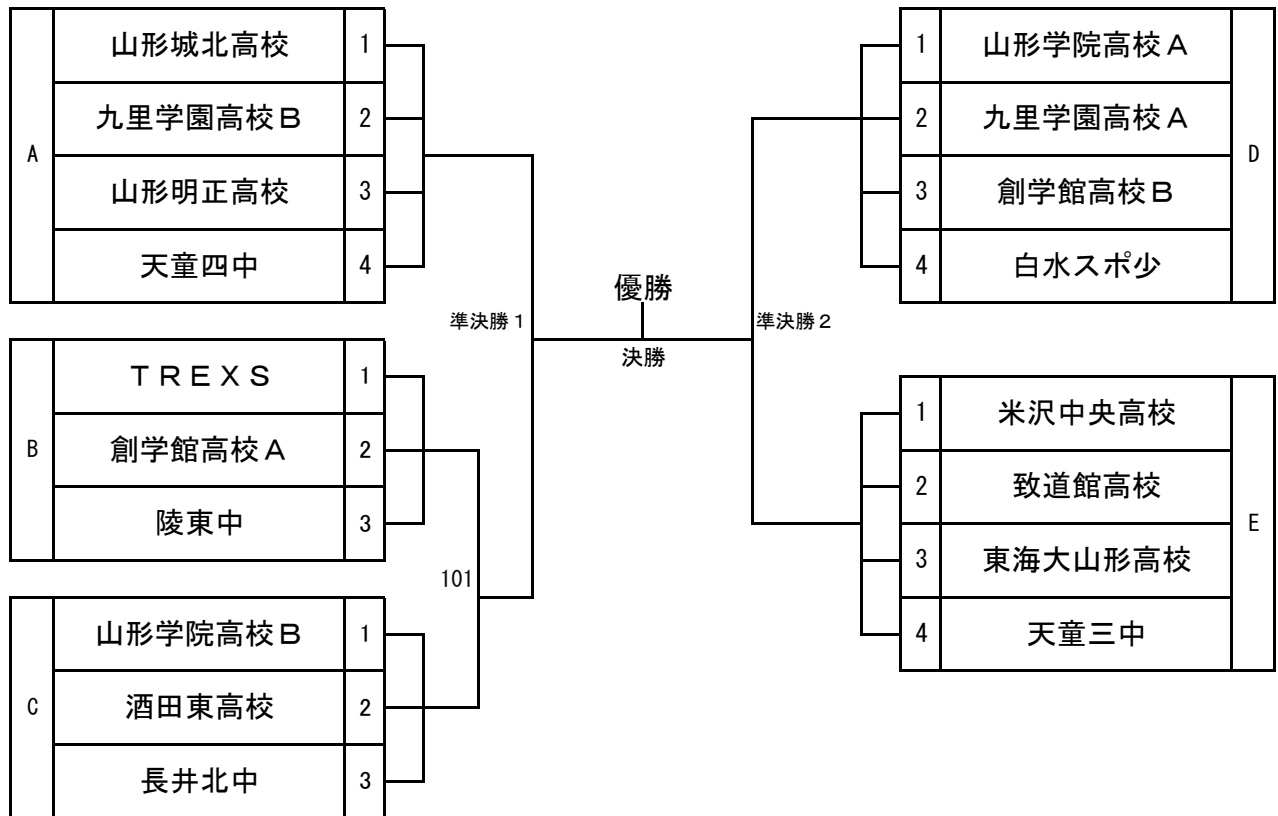 A
山形城北高校 1
九里学園高校B 2
山形明正高校 3
天童四中 4
B
TREXS 1
創学館高校A 2
陵東中 3
C
山形学院高校B 1
酒田東高校 2
長井北中 3
101
準決勝1
優勝
決勝
準決勝2
D
1 山形学院高校A
2 九里学園高校A
3 創学館高校B
4 白水スポ少
E
1 米沢中央高校
2 致道館高校
3 東海大山形高校
4 天童三中